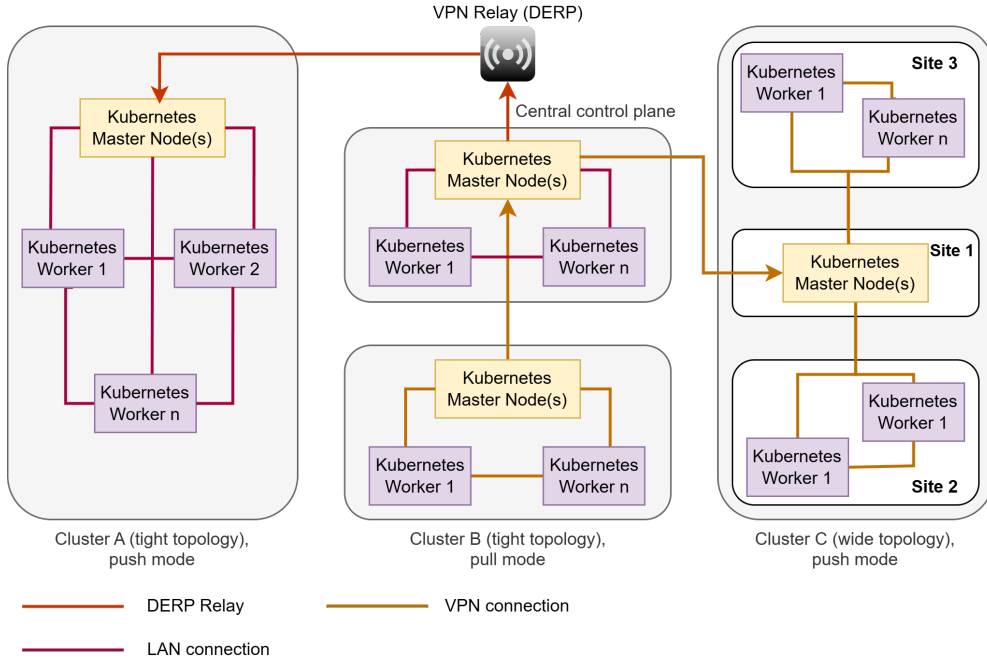 VPN Relay (DERP)
Central control plane
Kubernetes
Master Node(s)
Kubernetes
Worker 1
Kubernetes
Worker 2
Kubernetes
Worker n
Cluster A (tight topology),
push mode
Kubernetes
Master Node(s)
Kubernetes
Worker 1
Kubernetes
Worker n
Kubernetes
Master Node(s)
Kubernetes
Worker 1
Kubernetes
Worker n
Cluster B (tight topology),
pull mode
Site 3
Kubernetes
Worker 1
Kubernetes
Worker n
Site 1
Kubernetes
Master Node(s)
Kubernetes
Worker 1
Kubernetes
Worker 1
Site 2
Cluster C (wide topology),
push mode
DERP Relay
VPN connection
LAN connection